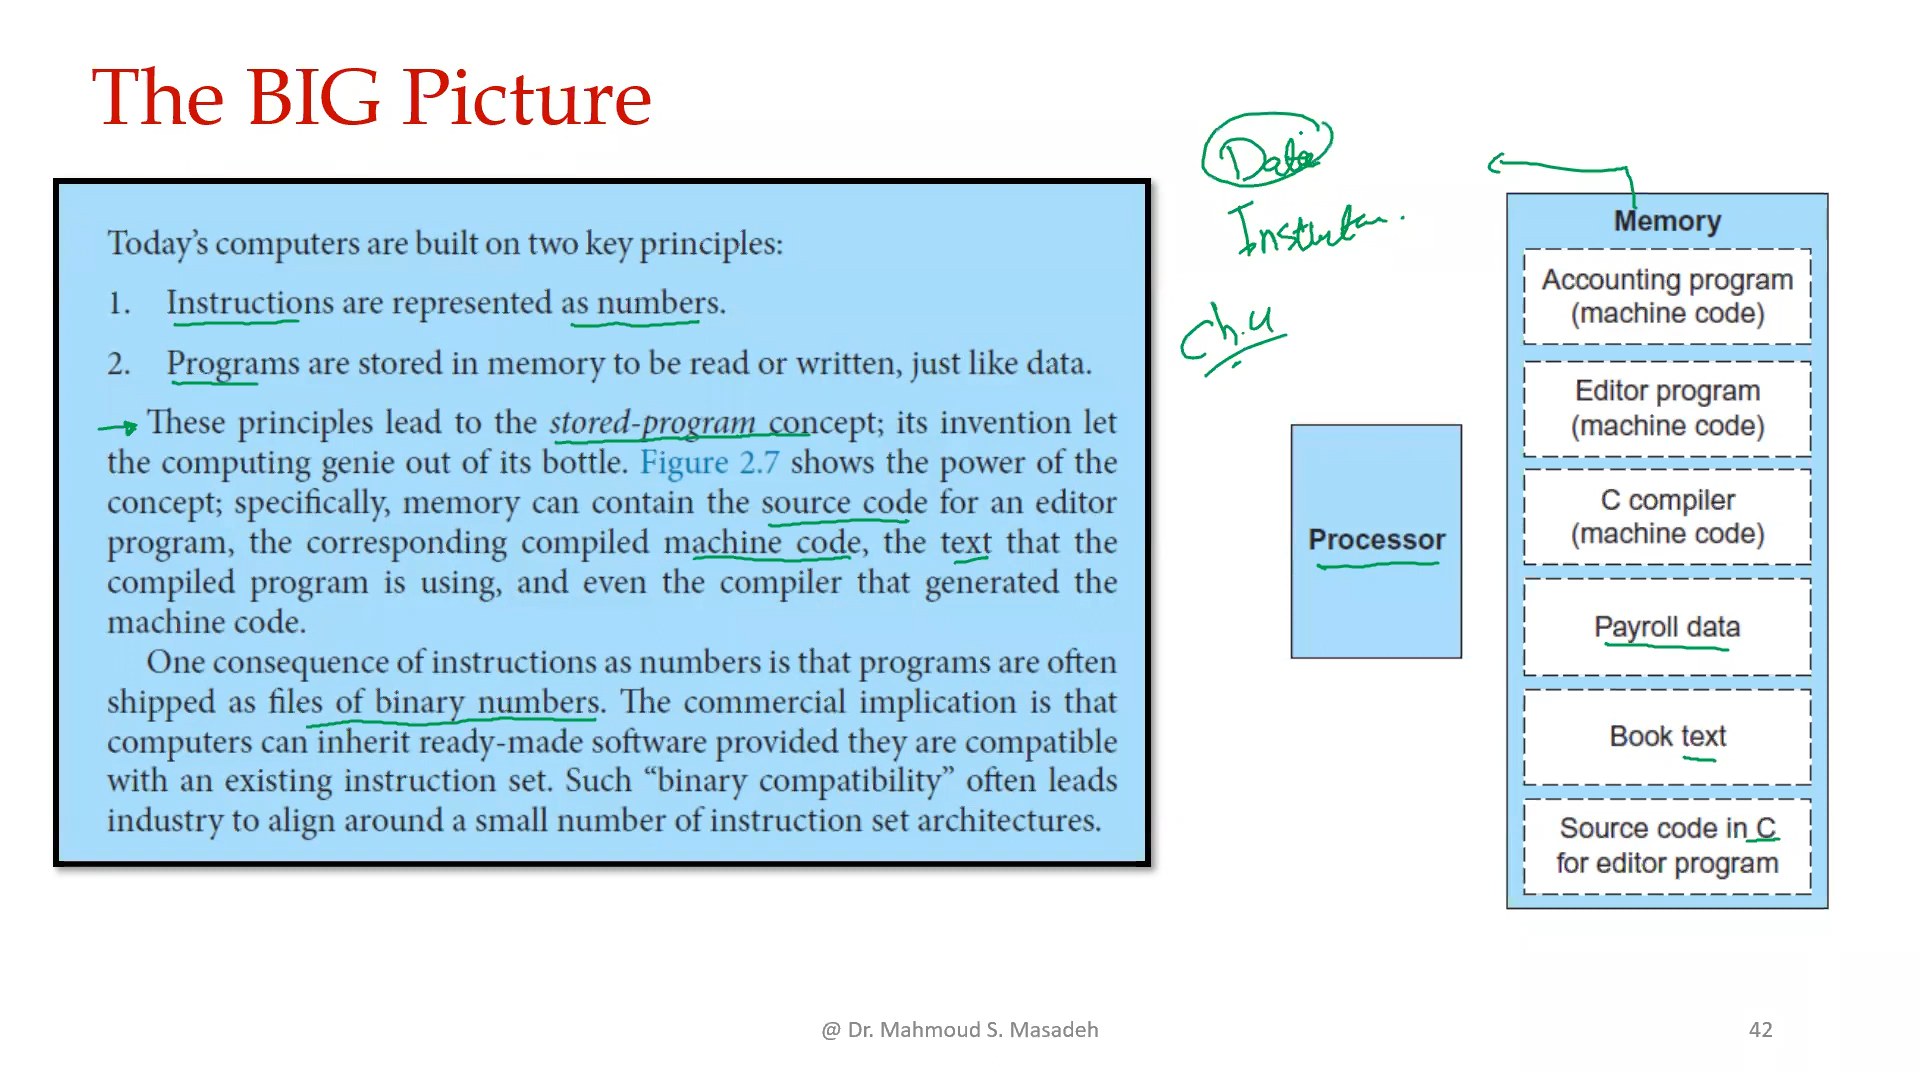 The BIG Picture
Today's computers are built on two key principles:
1. Instructions are represented as numbers.
2. Programs are stored in memory to be read or written, just like data.
These principles lead to the stored-program concept; its invention let
the computing genie out of its bottle. Figure 2.7 shows the power of the
concept; specifically, memory can contain the source code for an editor
program, the corresponding compiled machine code, the text that the
compiled program is using, and even the compiler that generated the
machine code.
One consequence of instructions as numbers is that programs are often
shipped as files of binary numbers. The commercial implication is that
computers can inherit ready-made software provided they are compatible
with an existing instruction set. Such “binary compatibility” often leads
industry to align around a small number of instruction set architectures.
Data
Ch.4
Processor
Memory
Accounting program
(machine code)
Editor program
(machine code)
C compiler
(machine code)
Payroll data
Book text
Source code in C
for editor program
@ Dr. Mahmoud S. Masadeh
42